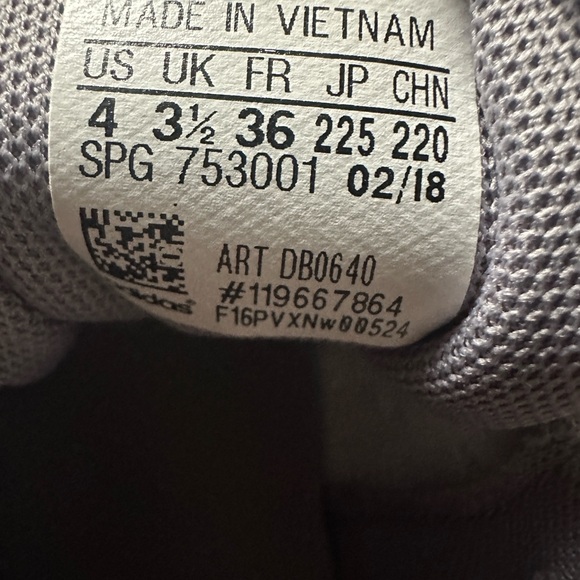 MADE IN VIETNAM
US UK FR JP CHN
4 3½ 36 225 220
SPG 753001 02/18
adidas
ART DB0640
#119667864
F16PVXNw00524